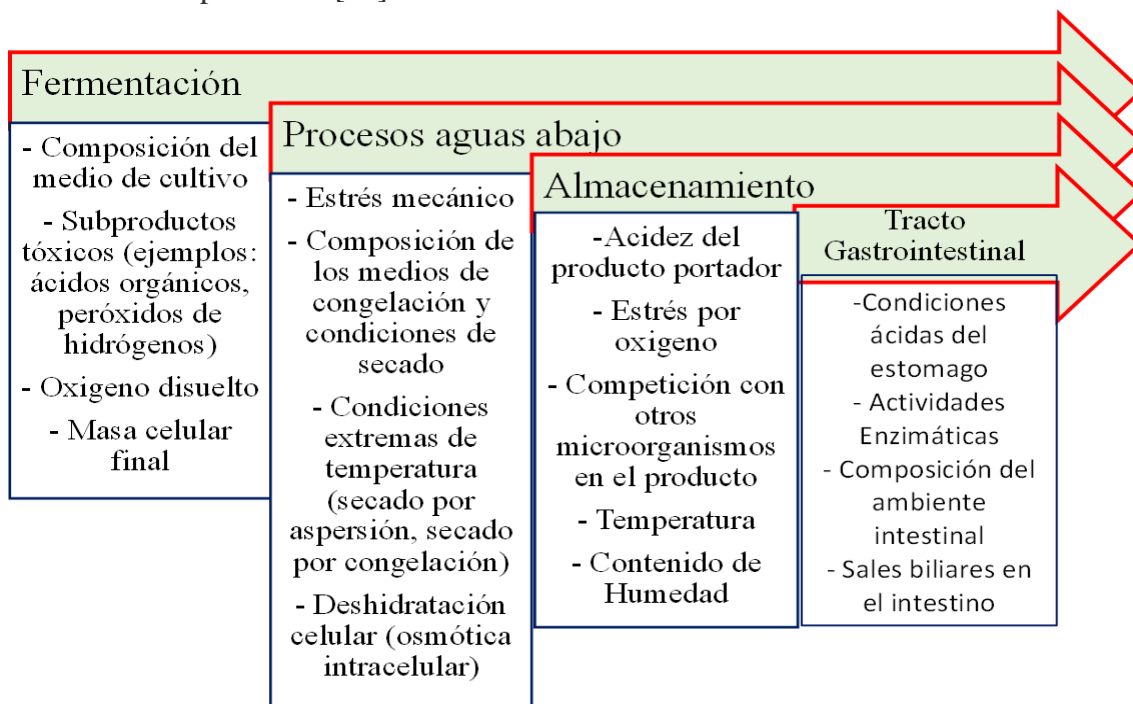 Fermentación
- Composición del
medio de cultivo
- Subproductos
tóxicos (ejemplos:
ácidos orgánicos,
peróxidos de
hidrógenos)
- Oxigeno disuelto
- Masa celular
final
Procesos aguas abajo
- Estrés mecánico
- Composición de
los medios de
congelación y
condiciones de
secado
- Condiciones
extremas de
temperatura
(secado por
aspersión, secado
por congelación)
- Deshidratación
celular (osmótica
intracelular)
Almacenamiento
-Acidez del
producto portador
- Estrés por
oxigeno
- Competición con
otros
microorganismos
en el producto
- Temperatura
- Contenido de
Humedad
Tracto
Gastrointestinal
-Condiciones
ácidas del
estomago
- Actividades
Enzimáticas
- Composición del
ambiente
intestinal
- Sales biliares en
el intestino